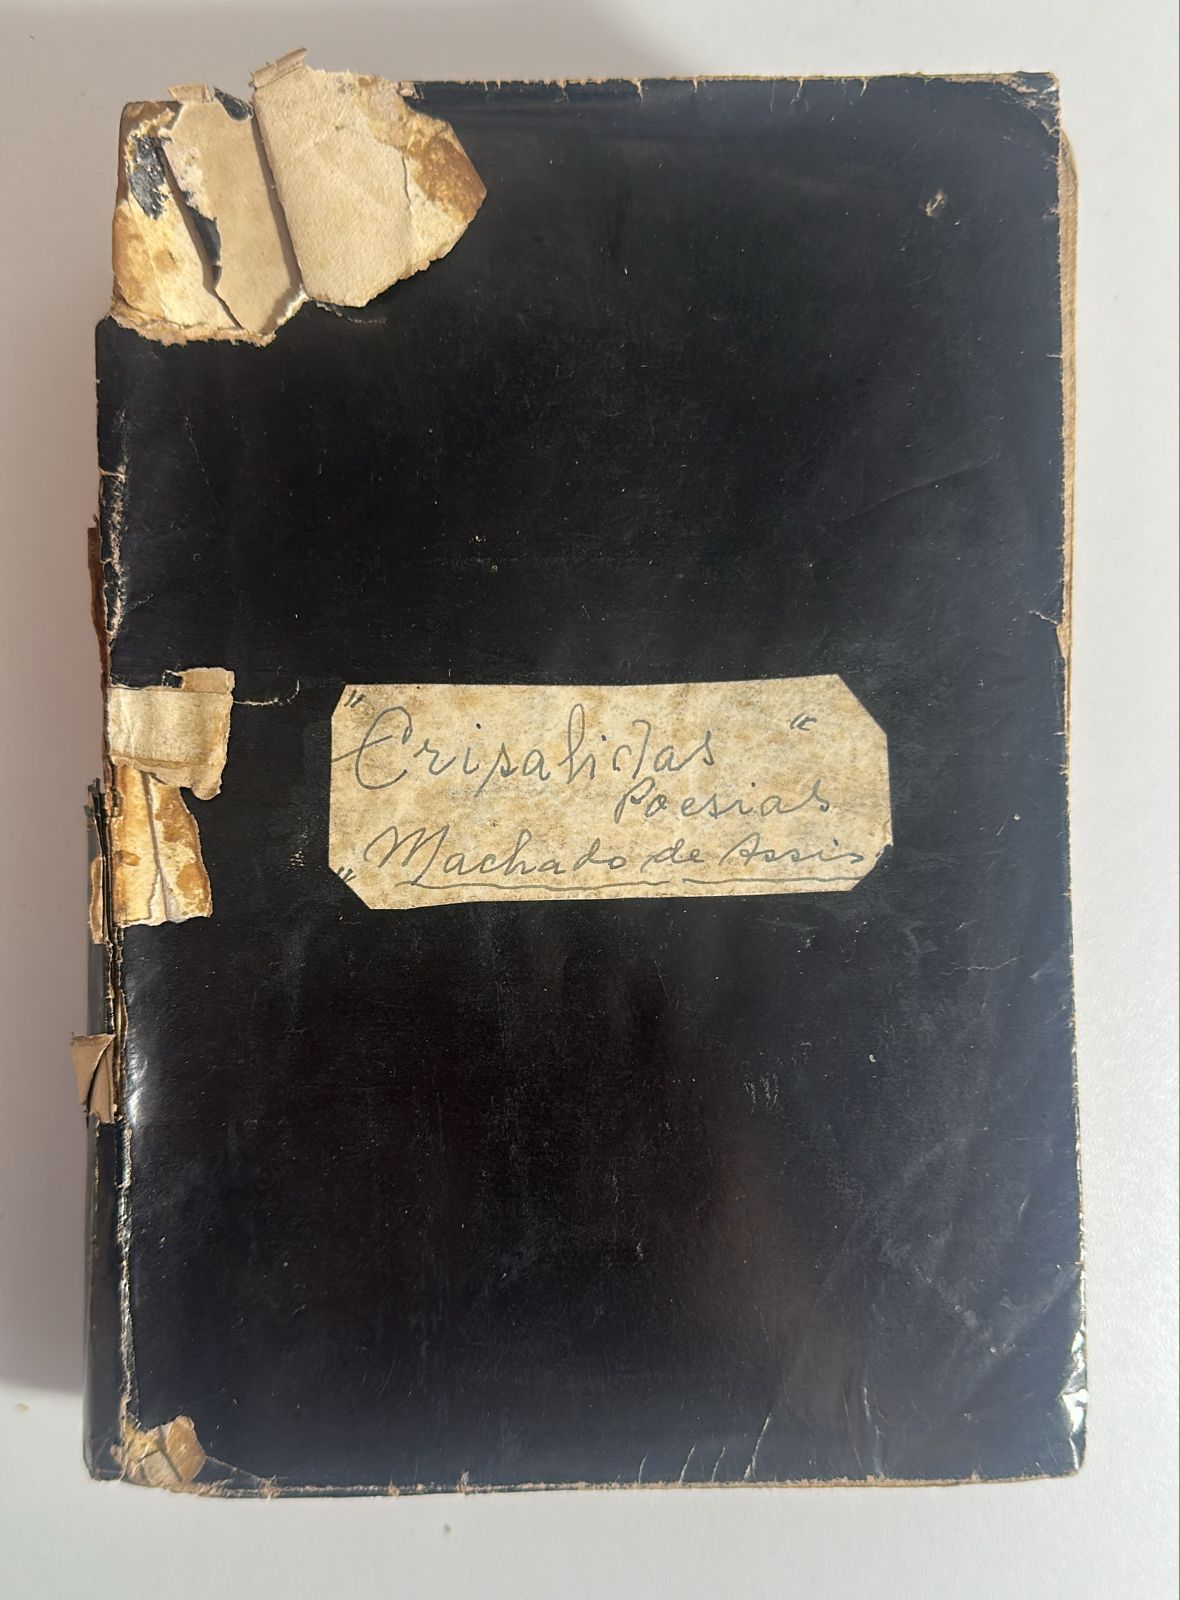 "Crisalidas"
Poesias
" Machado de Assis